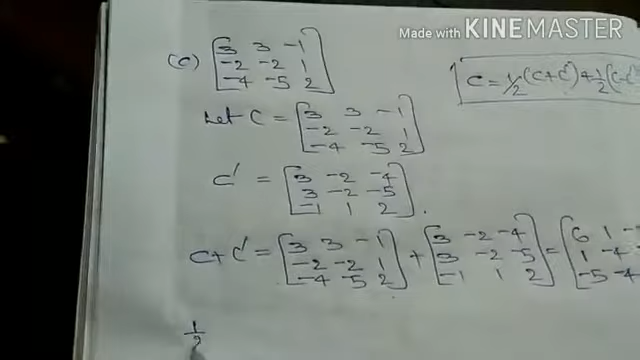 Made with KINEMASTER
(c) [3 3 -1
-2 -2 1
-4 -5 2]
C = 1/2 (C+C') + 1/2 (C-C'
Let C = [3 3 -1
-2 -2 1
-4 -5 2]
C' = [3 -2 -4
3 -2 -5
-1 1 2].
C+C' = [3 3 -1 -2 -2 1 -4 -5 2] + [3 -2 -4 3 -2 -5 -1 1 2] = [6 1 - 1 -4 -5 -4
1/2